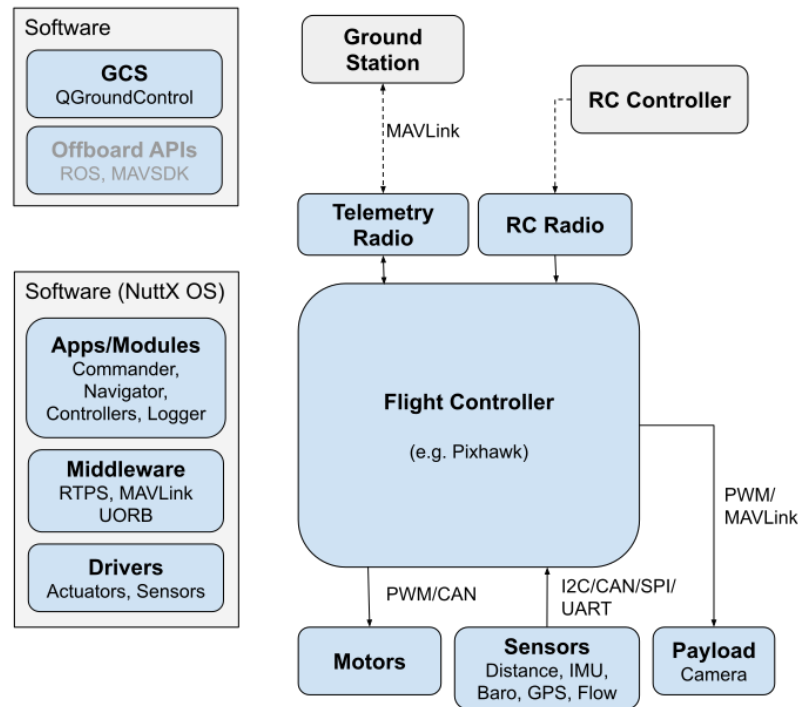 Software
GCS
QGroundControl
Offboard APIs
ROS, MAVSDK
Ground
Station
RC Controller
MAVLink
Telemetry
Radio
RC Radio
Software (NuttX OS)
Apps/Modules
Commander,
Navigator,
Controllers, Logger
Middleware
RTPS, MAVLink
UORB
Drivers
Actuators, Sensors
Flight Controller
(e.g. Pixhawk)
PWM/
MAVLink
PWM/CAN
I2C/CAN/SPI/
UART
Motors
Sensors
Distance, IMU,
Baro, GPS, Flow
Payload
Camera